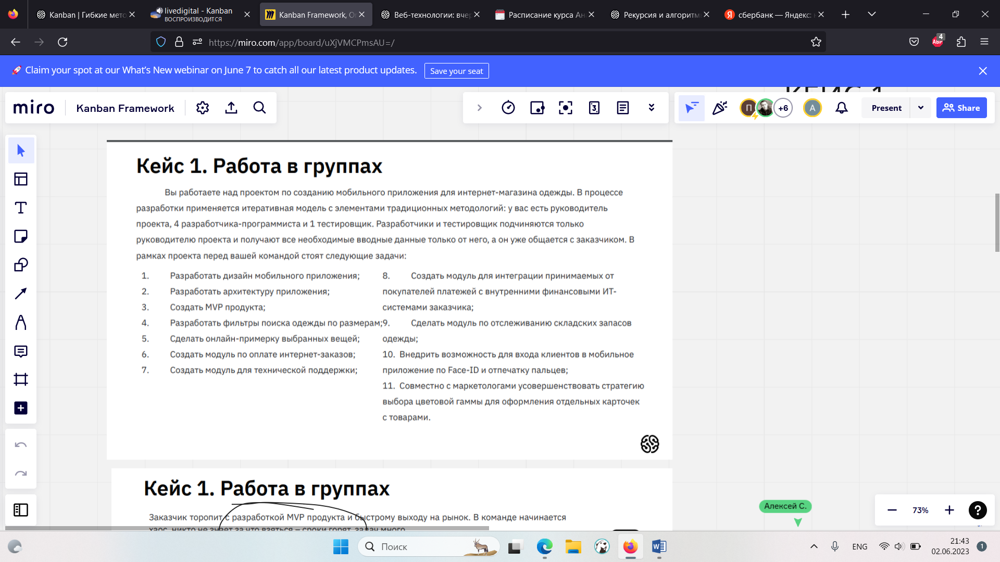 Kanban | Гибкие мето
livedigital - Kanban
ВОСПРОИЗВОДИТСЯ
Kanban Framework, О
Веб-технологии: вчер
Расписание курса Ан
Рекурсия и алгоритм
сбербанк — Яндекс:
https://miro.com/app/board/uXjVMCPmsAU=/
ABP
4
🚀 Claim your spot at our What's New webinar on June 7 to catch all our latest product updates.
Save your seat
КЕЙС 1
miro
Kanban Framework
3
П
+6
A
Present
Share
Кейс 1. Работа в группах
Вы работаете над проектом по созданию мобильного приложения для интернет-магазина одежды. В процессе
разработки применяется итеративная модель с элементами традиционных методологий: у вас есть руководитель
проекта, 4 разработчика-программиста и 1 тестировщик. Разработчики и тестировщик подчиняются только
руководителю проекта и получают все необходимые вводные данные только от него, а он уже общается с заказчиком. В
рамках проекта перед вашей командой стоят следующие задачи:
1. Разработать дизайн мобильного приложения;
2. Разработать архитектуру приложения;
3. Создать MVP продукта;
4. Разработать фильтры поиска одежды по размерам;
5. Сделать онлайн-примерку выбранных вещей;
6. Создать модуль по оплате интернет-заказов;
7. Создать модуль для технической поддержки;
8. Создать модуль для интеграции принимаемых от
покупателей платежей с внутренними финансовыми ИТ-
системами заказчика;
9. Сделать модуль по отслеживанию складских запасов
одежды;
10. Внедрить возможность для входа клиентов в мобильное
приложение по Face-ID и отпечатку пальцев;
11. Совместно с маркетологами усовершенствовать стратегию
выбора цветовой гаммы для оформления отдельных карточек
с товарами.
Кейс 1. Работа в группах
Заказчик торопит с разработкой MVP продукта и быстрому выходу на рынок. В команде начинается
хаос, никто не знает за что взяться – сроки горят, задач много
Алексей С.
73%
?
Поиск
ENG
21:43
02.06.2023
1